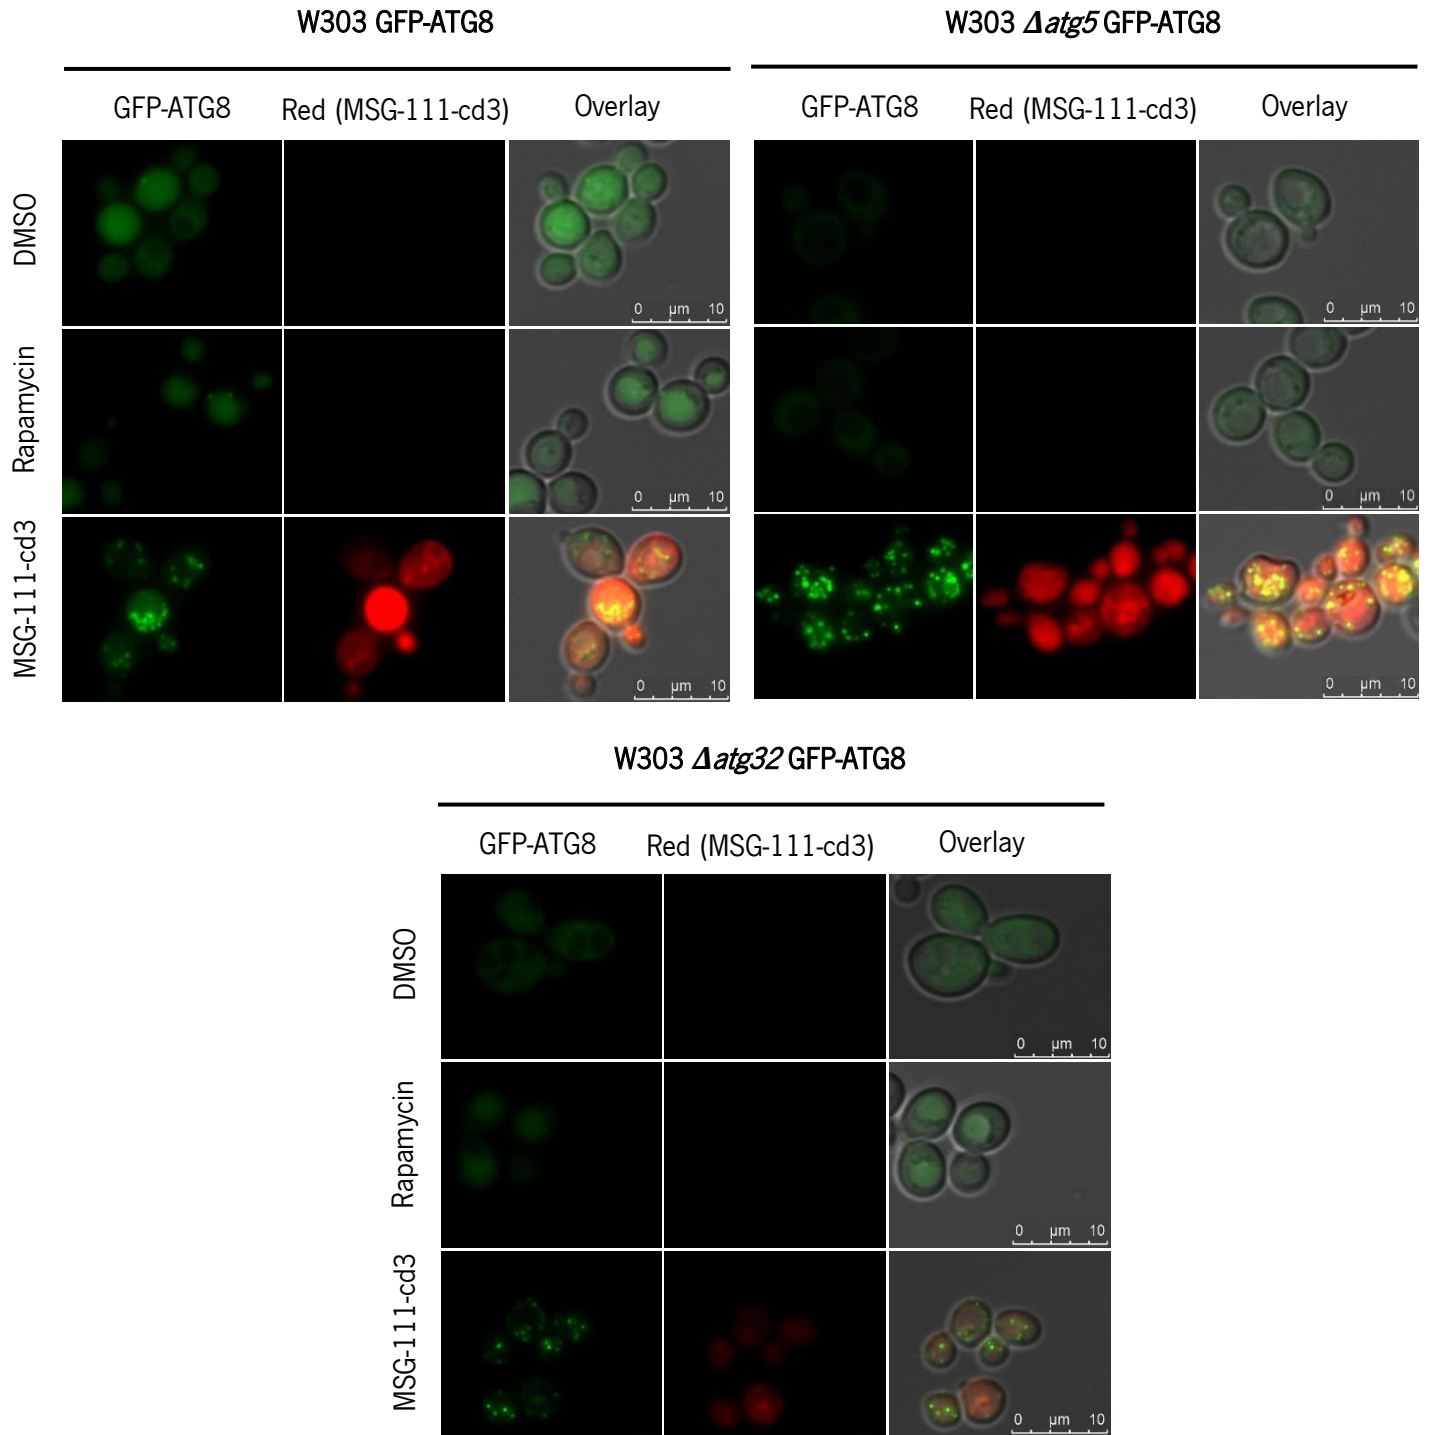 W303 GFP-ATG8
W303 Δatg5 GFP-ATG8
GFP-ATG8 Red (MSG-111-cd3) Overlay
GFP-ATG8 Red (MSG-111-cd3) Overlay
DMSO
0 µm 10
0 µm 10
Rapamycin
0 µm 10
0 µm 10
MSG-111-cd3
0 µm 10
0 µm 10
W303 Δatg32 GFP-ATG8
GFP-ATG8 Red (MSG-111-cd3) Overlay
DMSO
0 µm 10
Rapamycin
0 µm 10
MSG-111-cd3
0 µm 10